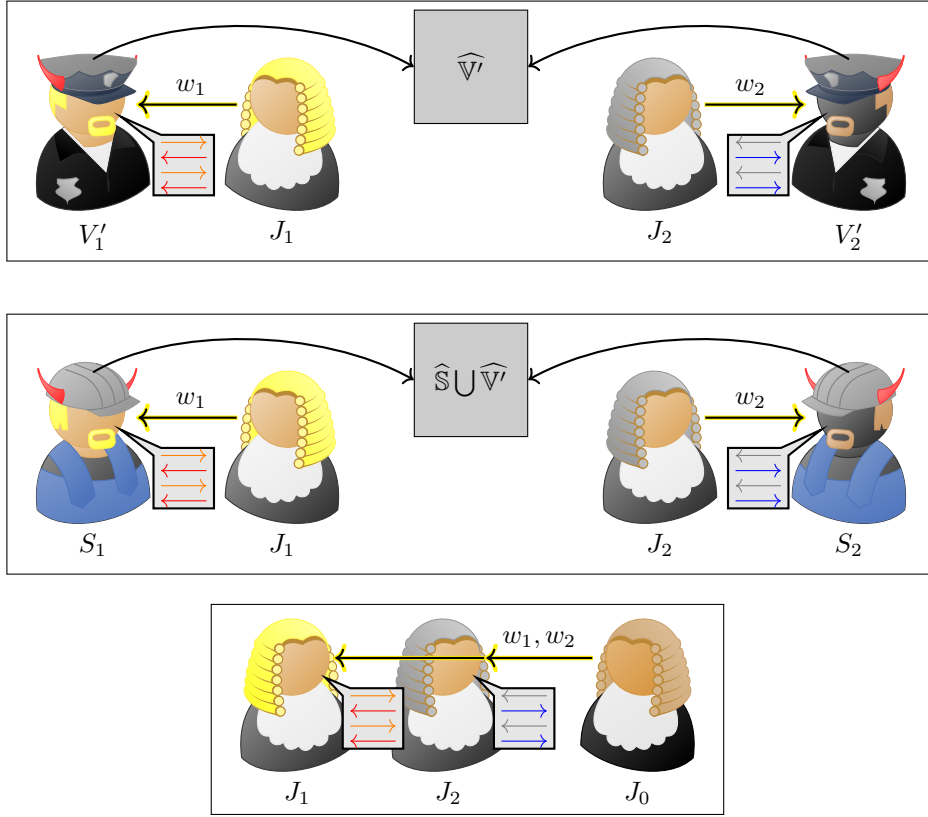 $\widehat{\mathbb{V}'}$
$w_1$ $w_2$
$V_1'$ $J_1$ $J_2$ $V_2'$
$\widehat{\mathbb{S}} \bigcup \widehat{\mathbb{V}'}$
$w_1$ $w_2$
$S_1$ $J_1$ $J_2$ $S_2$
$w_1, w_2$
$J_1$ $J_2$ $J_0$